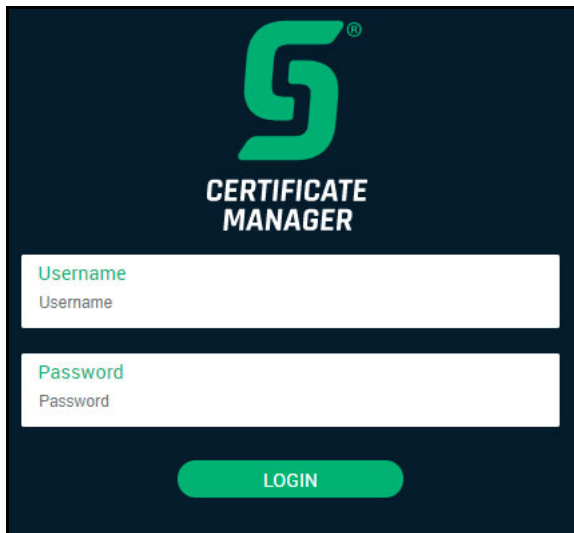 ®
CERTIFICATE
MANAGER
Username
Username
Password
Password
LOGIN